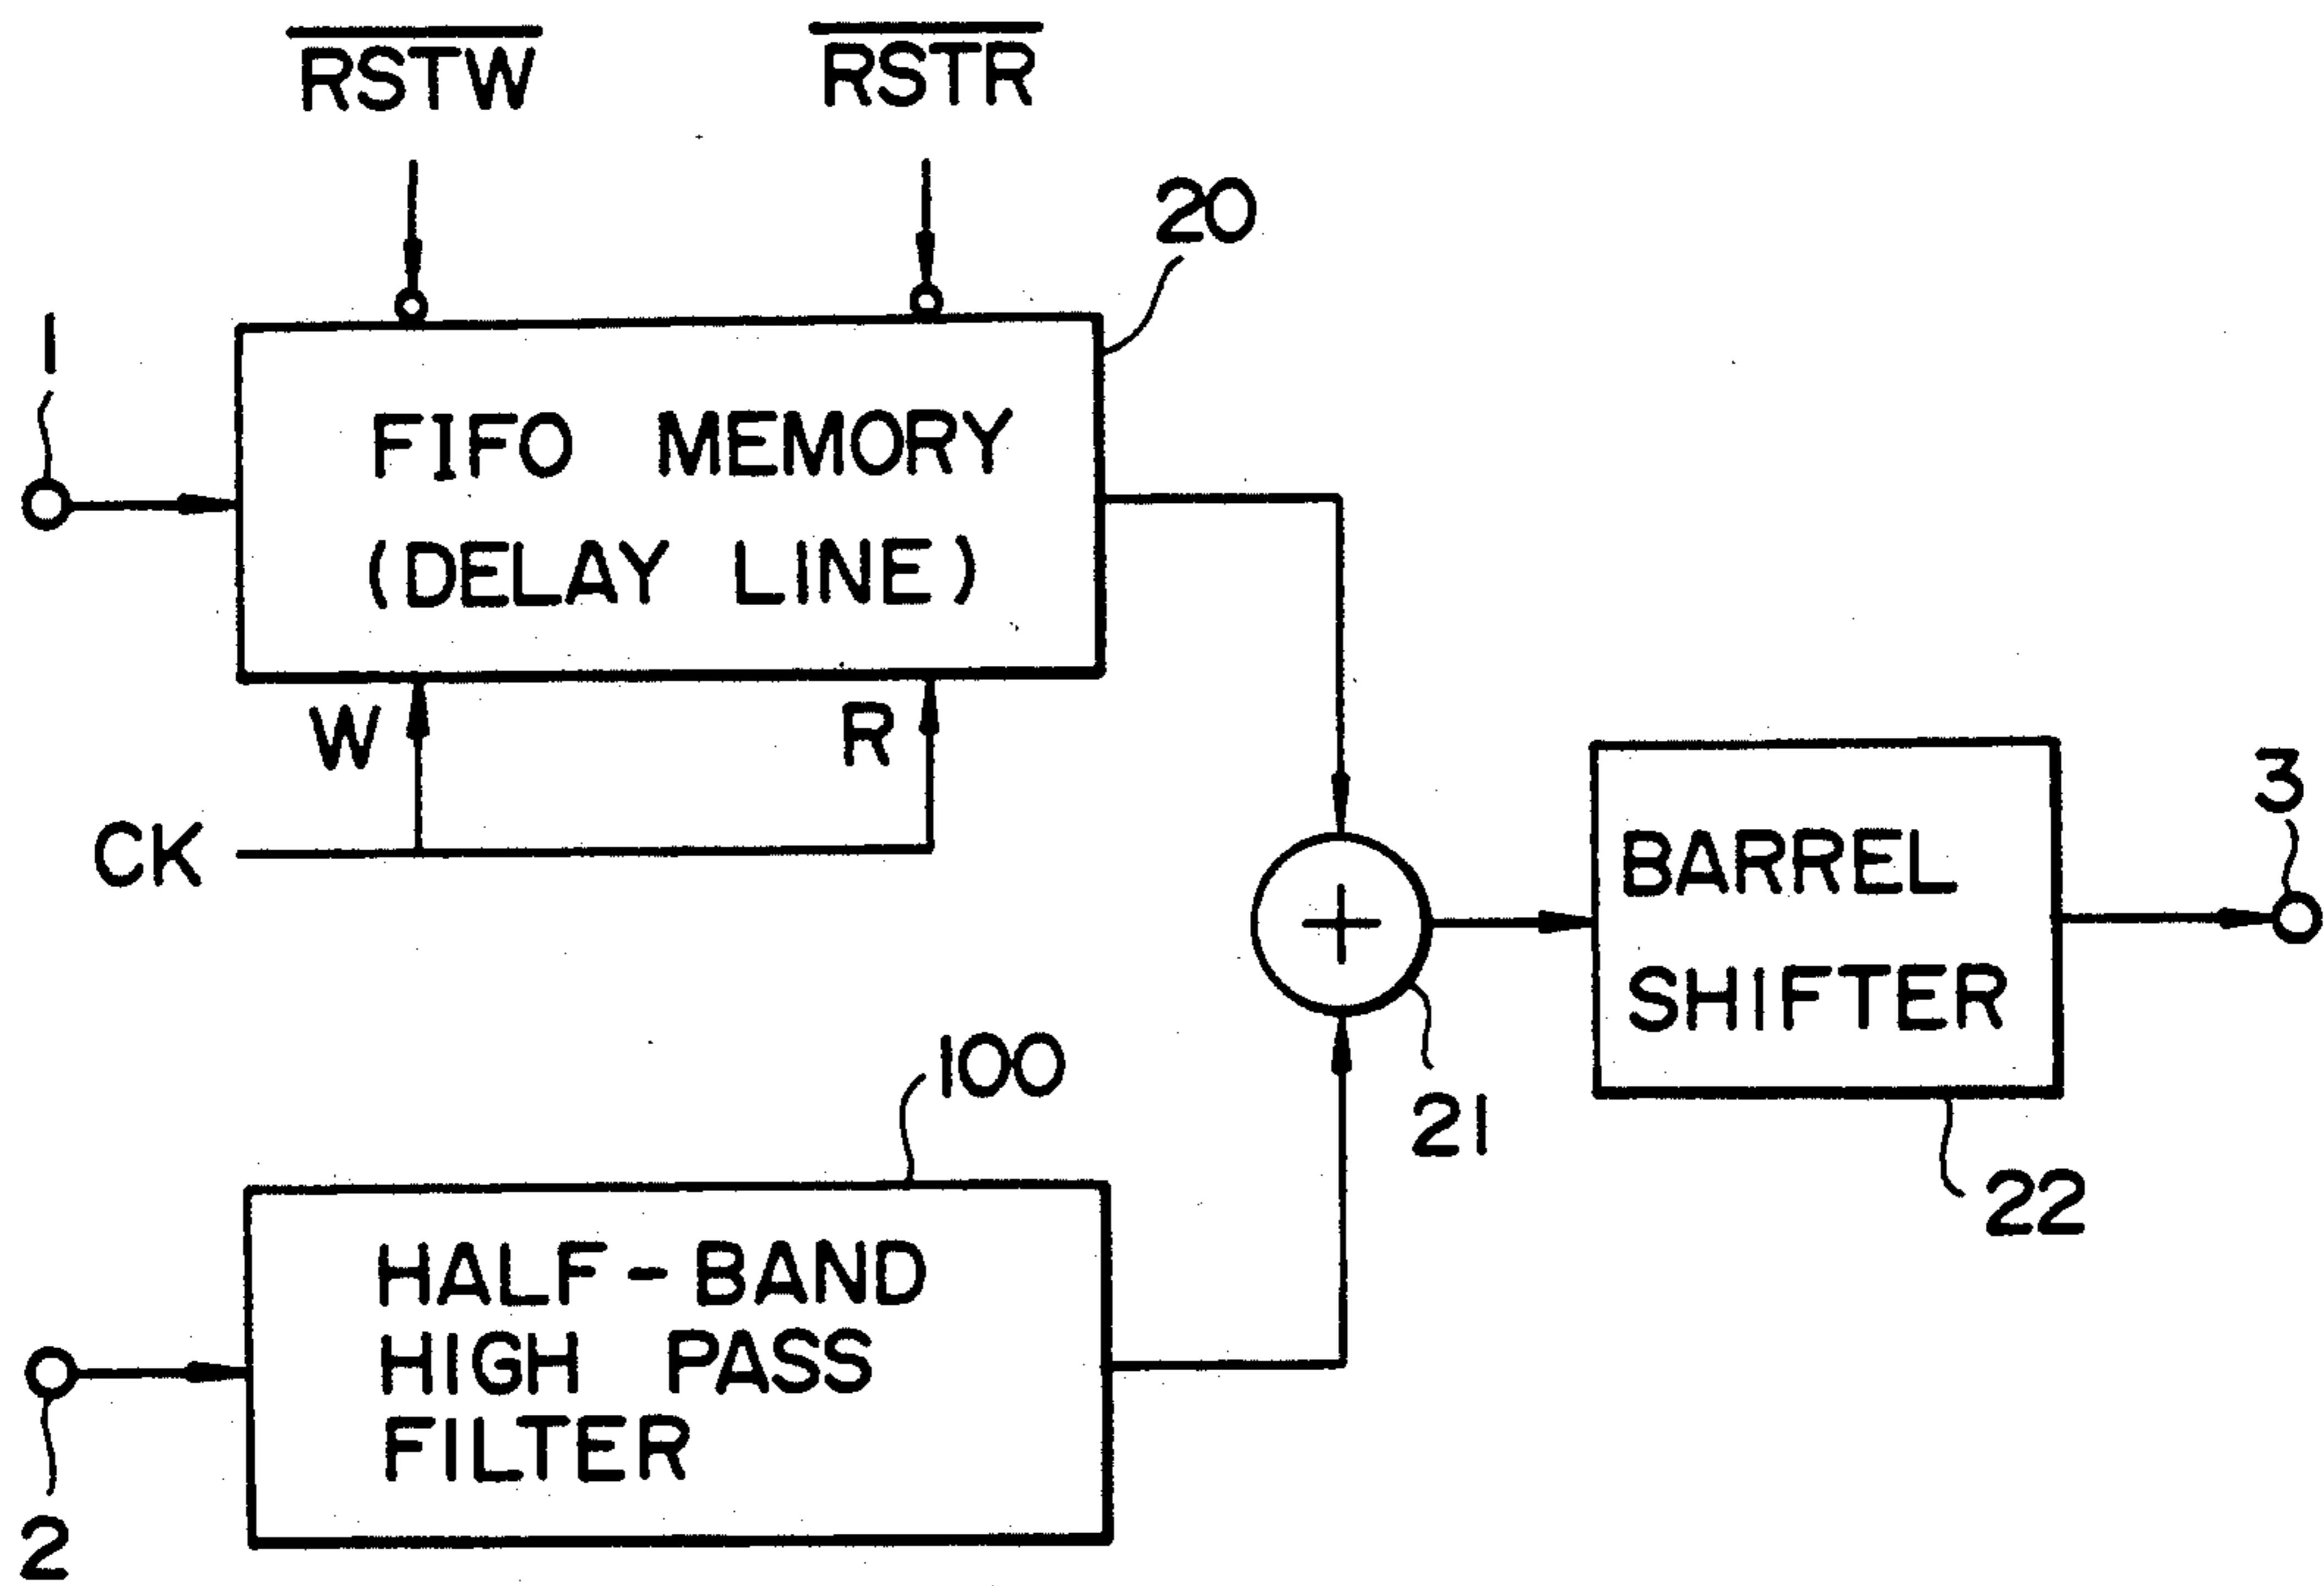 RSTW
RSTR
20
1
FIFO MEMORY
(DELAY LINE)
W
R
CK
3
BARREL
SHIFTER
+
100
21
22
HALF-BAND
HIGH PASS
FILTER
2